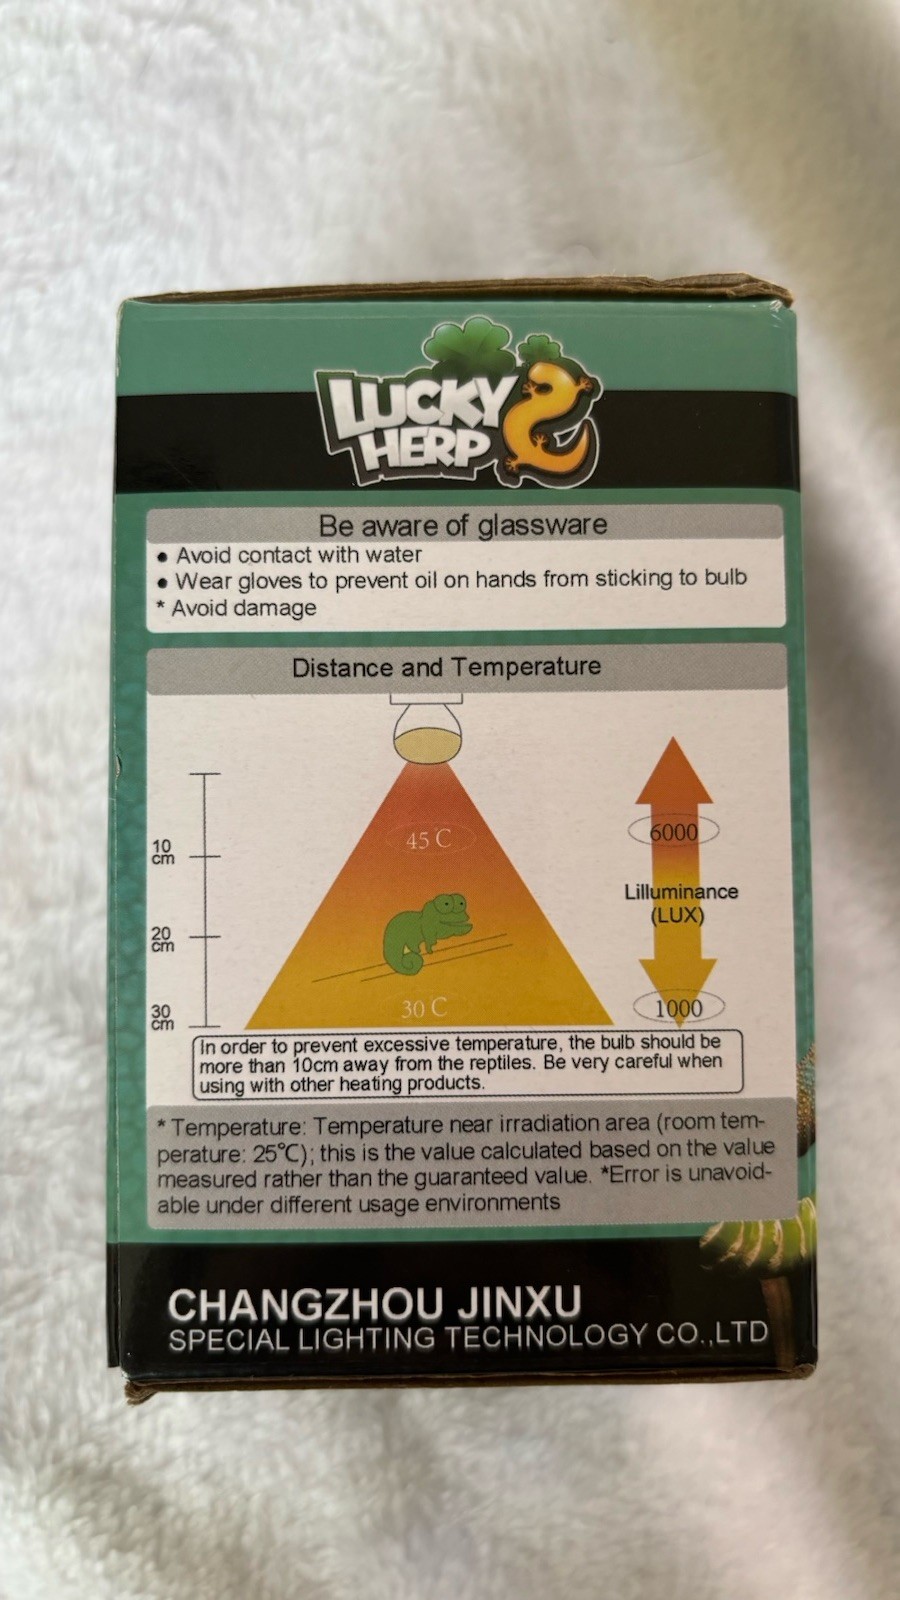 LUCKY
HERP
Be aware of glassware
• Avoid contact with water
• Wear gloves to prevent oil on hands from sticking to bulb
* Avoid damage
Distance and Temperature
10
cm
20
cm
30
cm
45 C
30 C
6000
Lilluminance
(LUX)
1000
In order to prevent excessive temperature, the bulb should be
more than 10cm away from the reptiles. Be very careful when
using with other heating products.
* Temperature: Temperature near irradiation area (room tem-
perature: 25℃); this is the value calculated based on the value
measured rather than the guaranteed value. *Error is unavoid-
able under different usage environments
CHANGZHOU JINXU
SPECIAL LIGHTING TECHNOLOGY CO.,LTD